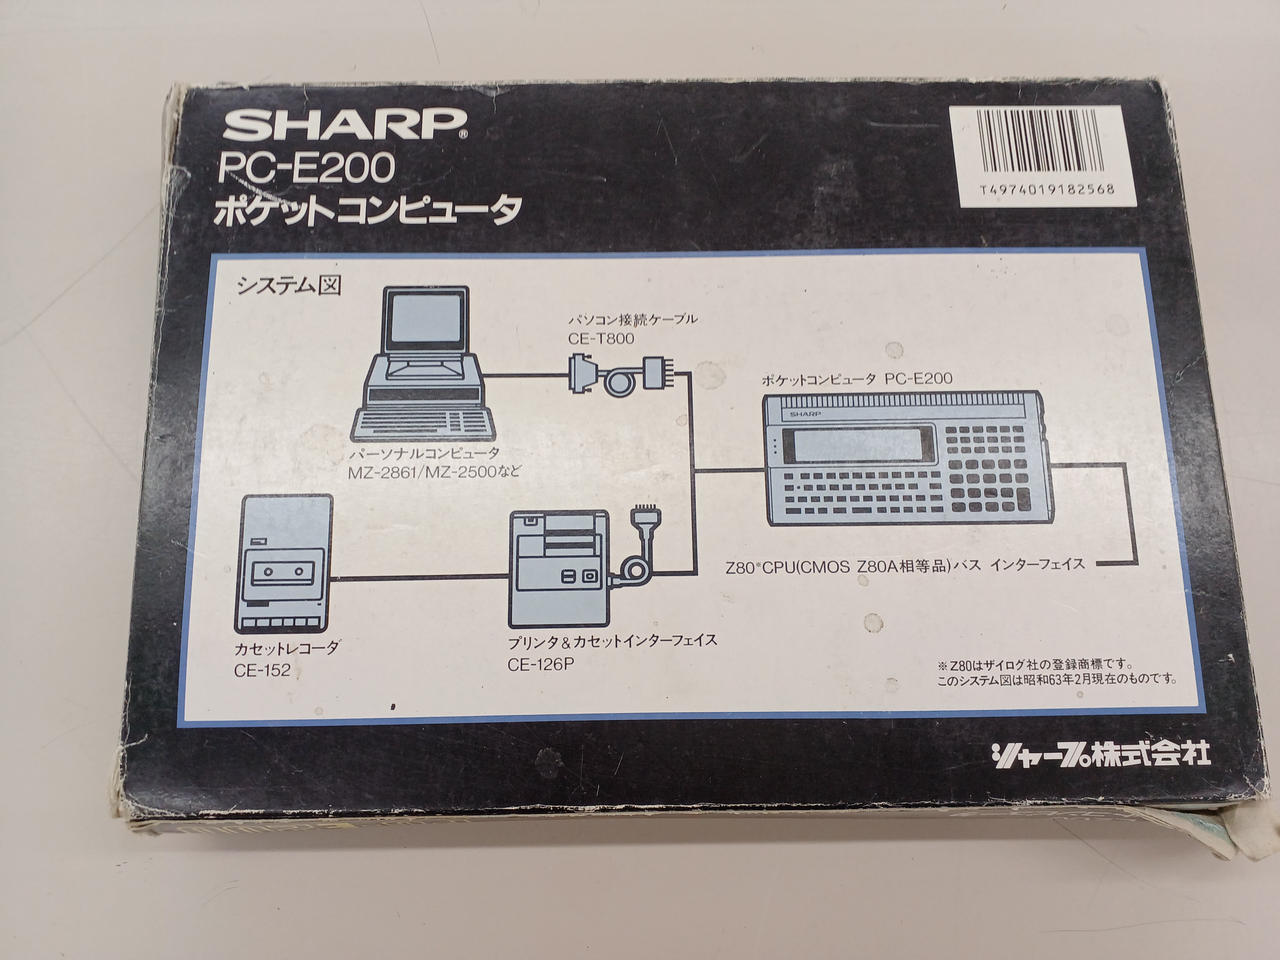 SHARP®
PC-E200
ポケットコンピュータ
T4974019182568
システム図
パソコン接続ケーブル
CE-T800
ポケットコンピュータ PC-E200
SHARP
パーソナルコンピュータ
MZ-2861/MZ-2500など
Z80*CPU(CMOS Z80A相等品)バス インターフェイス
カセットレコーダ
CE-152
プリンタ&カセットインターフェイス
CE-126P
※Z80はザイログ社の登録商標です。
このシステム図は昭和63年2月現在のものです。
シャープ株式会社